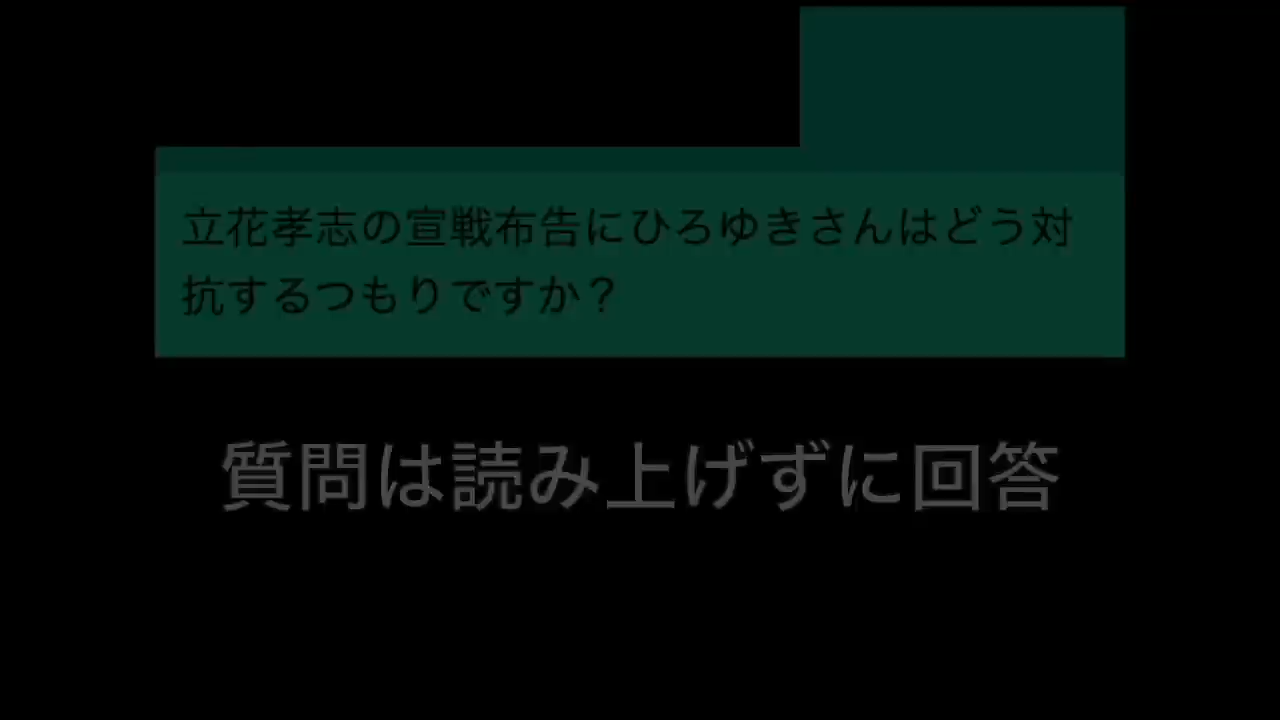 立花孝志の宣戦布告にひろゆきさんはどう対
抗するつもりですか？
質問は読み上げずに回答